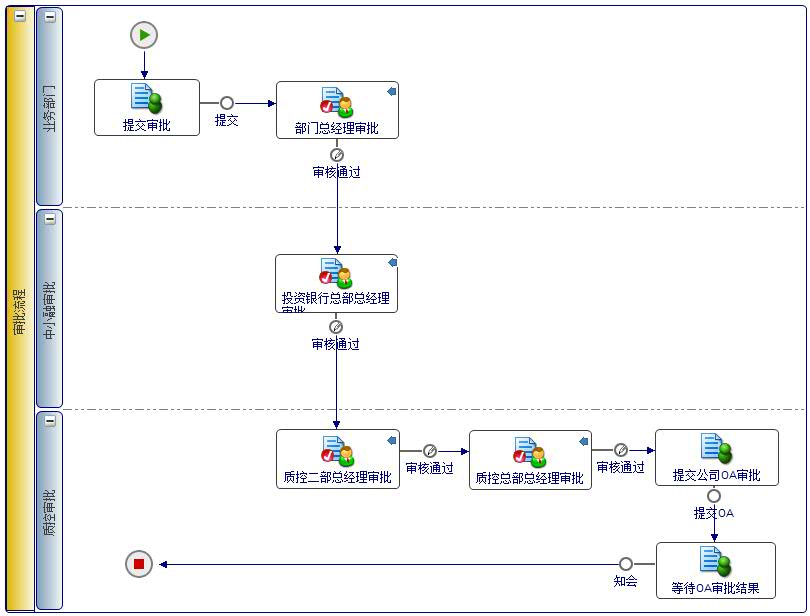 审批流程
业务部门
提交审批
提交
部门总经理审批
审核通过
中小融审批
投资银行总部总经理
审批
审核通过
质控审批
质控二部总经理审批
审核通过
质控总部总经理审批
审核通过
提交公司OA审批
提交OA
等待OA审批结果
知会